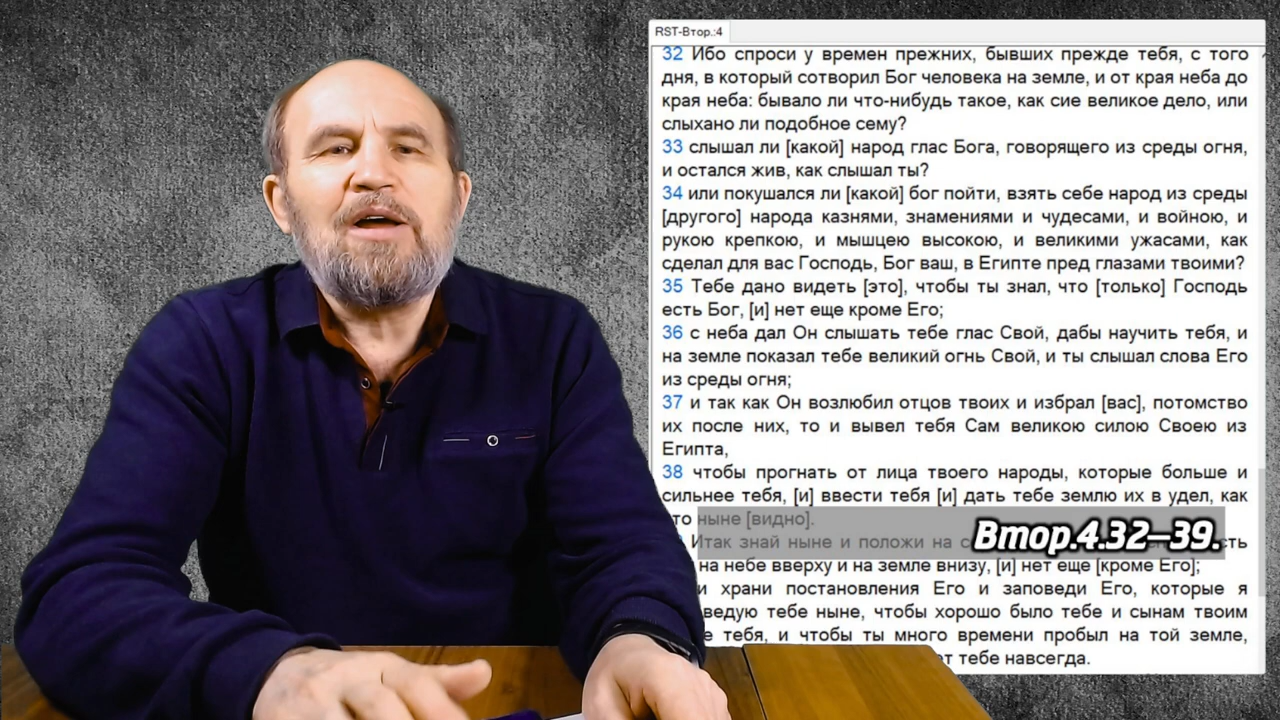 RST-Втор.:4
32 Ибо спроси у времен прежних, бывших прежде тебя, с того
дня, в который сотворил Бог человека на земле, и от края неба до
края неба: бывало ли что-нибудь такое, как сие великое дело, или
слыхано ли подобное сему?
33 слышал ли [какой] народ глас Бога, говорящего из среды огня,
и остался жив, как слышал ты?
34 или покушался ли [какой] бог пойти, взять себе народ из среды
[другого] народа казнями, знамениями и чудесами, и войною, и
рукою крепкою, и мышцею высокою, и великими ужасами, как
сделал для вас Господь, Бог ваш, в Египте пред глазами твоими?
35 Тебе дано видеть [это], чтобы ты знал, что [только] Господь
есть Бог, [и] нет еще кроме Его;
36 с неба дал Он слышать тебе глас Свой, дабы научить тебя, и
на земле показал тебе великий огнь Свой, и ты слышал слова Его
из среды огня;
37 и так как Он возлюбил отцов твоих и избрал [вас], потомство
их после них, то и вывел тебя Сам великою силою Своею из
Египта,
38 чтобы прогнать от лица твоего народы, которые больше и
сильнее тебя, [и] ввести тебя [и] дать тебе землю их в удел, как
то ныне [видно].
Итак знай ныне и положи на
Втор.4.32–39.
на небе вверху и на земле внизу, [и] нет еще [кроме Его];
и храни постановления Его и заповеди Его, которые я
ведую тебе ныне, чтобы хорошо было тебе и сынам твоим
тебя, и чтобы ты много времени пробыл на той земле,
тебе навсегда.